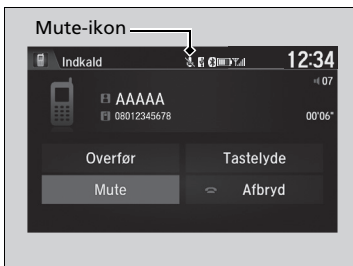 Mute-ikon
Indkald 12:34
07
AAAAA
08012345678 00'06"
Overfør Tastelyde
Mute Afbryd